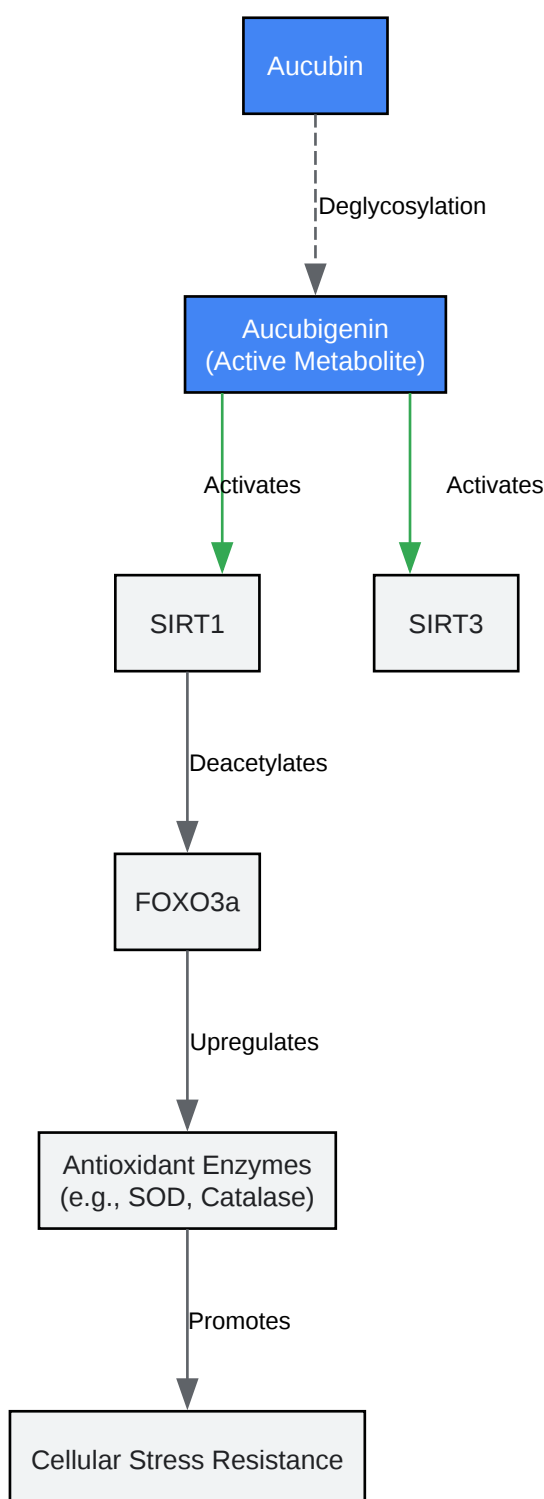 Aucubin
Deglycosylation
Aucubigenin
(Active Metabolite)
Activates
Activates
SIRT1
SIRT3
Deacetylates
FOXO3a
Upregulates
Antioxidant Enzymes
(e.g., SOD, Catalase)
Promotes
Cellular Stress Resistance